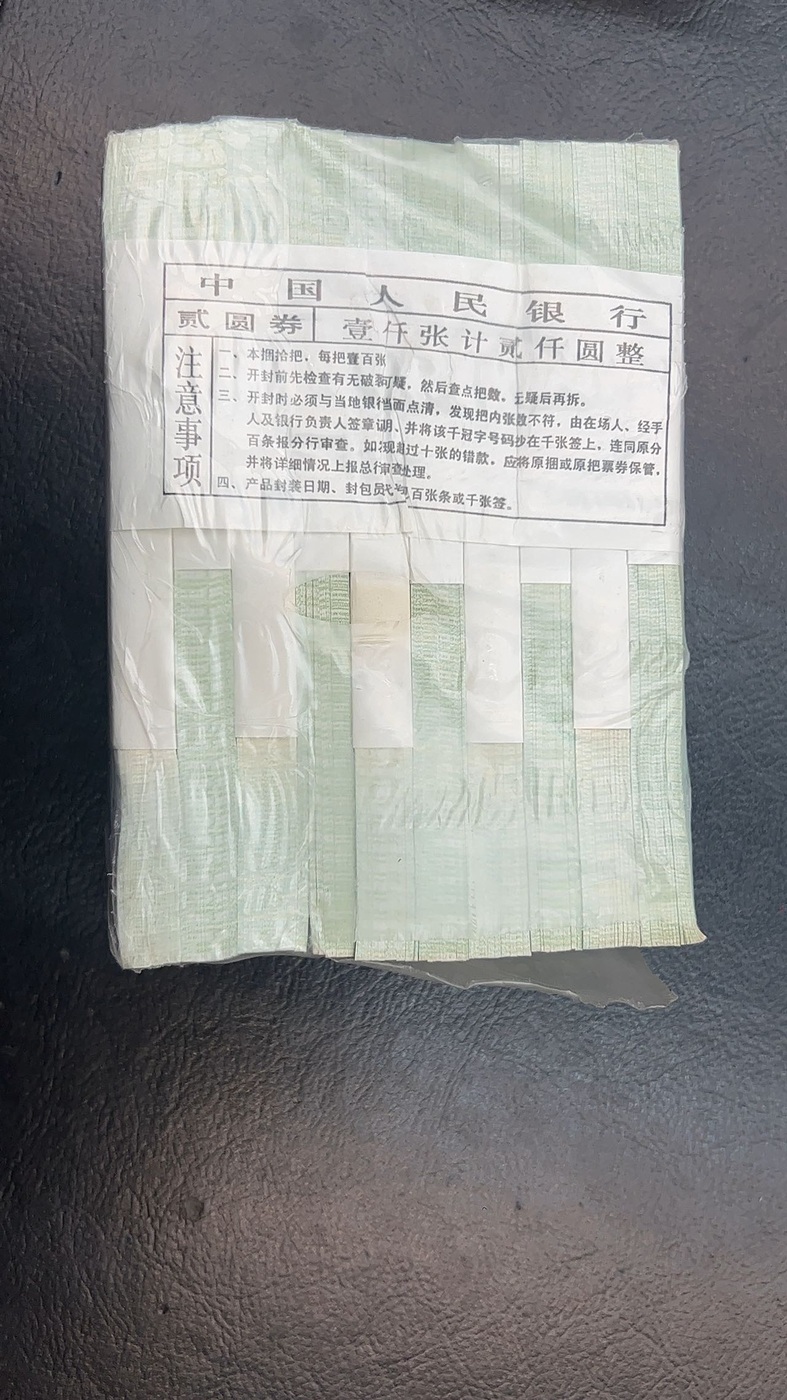 中国人民银行
贰圆券 壹仟张计贰仟圆整
注意事项
一、本捆拾把，每把壹百张
二、开封前先检查有无破裂可疑，然后查点把数。无疑后再拆。
三、开封时必须与当地银行当面点清，发现把内张数不符，由在场人、经手
人及银行负责人签章证明、并将该千冠字号码抄在千张签上，连同原分
百条报分行审查。如发现超过十张的错款，应将原捆或原把票券保管，
并将详细情况上报总行审查处理。
四、产品封装日期、封包员代号见百张条或千张签。